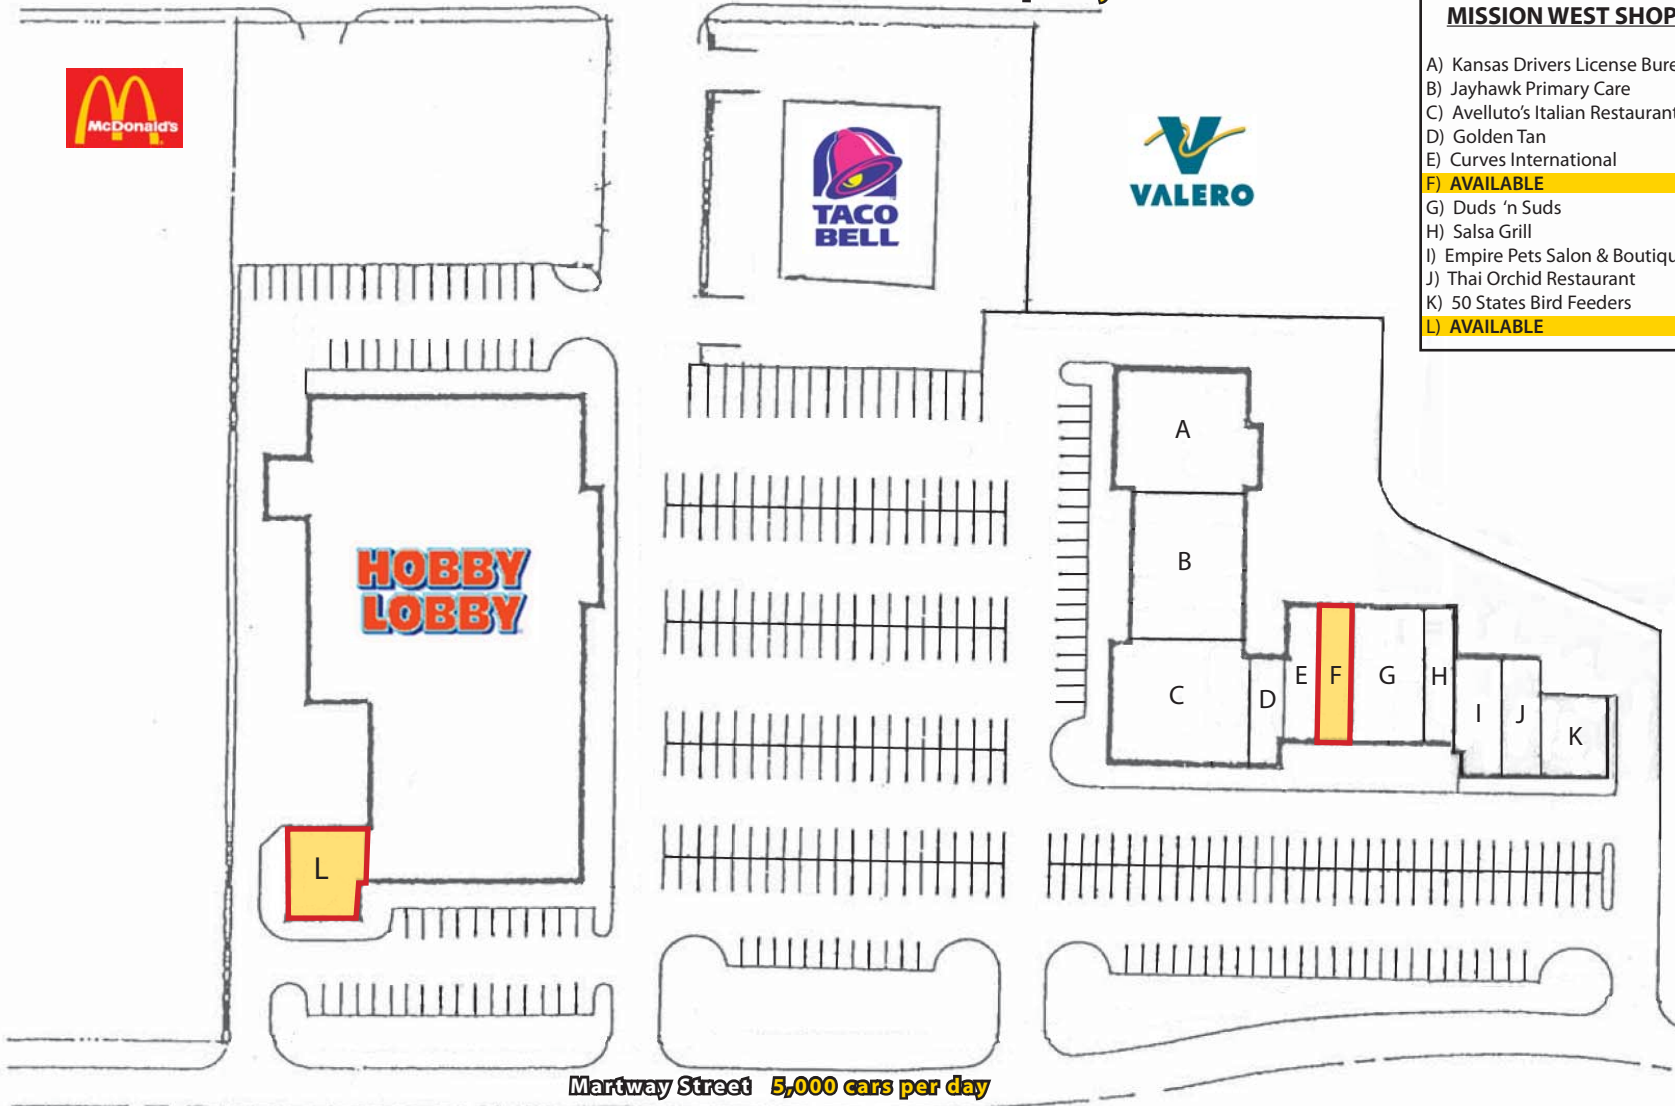 MISSION WEST SHOP
A) Kansas Drivers License Bure
B) Jayhawk Primary Care
C) Avelluto's Italian Restaurant
D) Golden Tan
E) Curves International
F) AVAILABLE
G) Duds ‘n Suds
H) Salsa Grill
I) Empire Pets Salon & Boutiqu
J) Thai Orchid Restaurant
K) 50 States Bird Feeders
L) AVAILABLE
McDonald's
TACO
BELL
VALERO
HOBBY
LOBBY
A
B
C
D
E
F
G
H
I
J
K
L
Martway Street 5,000 cars per day